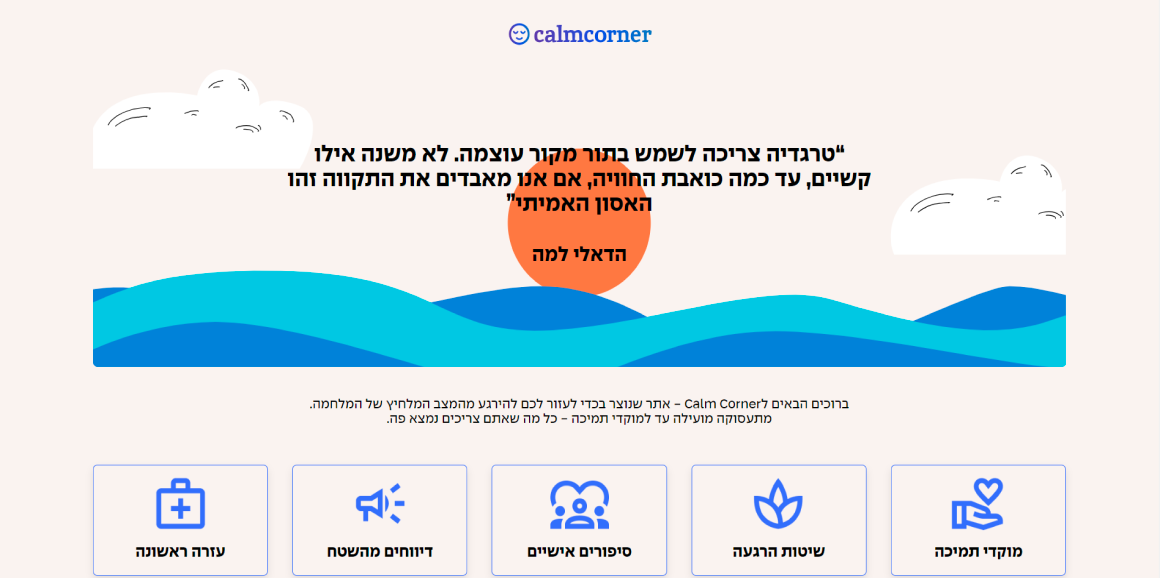 calmcorner
“טרגדיה צריכה לשמש בתור מקור עוצמה. לא משנה אילו
קשיים, עד כמה כואבת החוויה, אם אנו מאבדים את התקווה זהו
האסון האמיתי”
הדאלי למה
ברוכים הבאים לCalm Corner – אתר שנוצר בכדי לעזור לכם להירגע מהמצב המלחיץ של המלחמה.
מתעסוקה מועילה עד למוקדי תמיכה – כל מה שאתם צריכים נמצא פה.
מוקדי תמיכה
שיטות הרגעה
סיפורים אישיים
דיווחים מהשטח
עזרה ראשונה